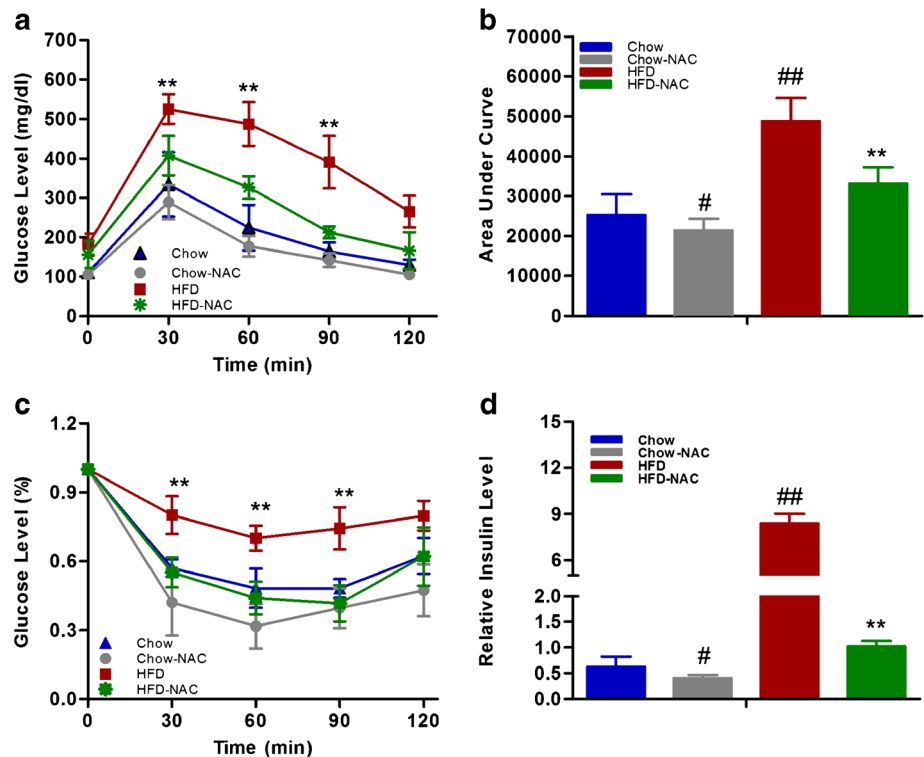 a
Glucose Level (mg/dl)
700
600
500
400
300
200
100
0
** ** **
Chow
Chow-NAC
HFD
HFD-NAC
0 30 60 90 120
Time (min)
b
Area Under Curve
70000
60000
50000
40000
30000
20000
10000
0
Chow
Chow-NAC
HFD
HFD-NAC
# ## **
c
Glucose Level (%)
1.2
0.9
0.6
0.3
0.0
** ** **
Chow
Chow-NAC
HFD
HFD-NAC
0 30 60 90 120
Time (min)
d
Relative Insulin Level
15
12
9
6
2.0
1.5
1.0
0.5
0.0
Chow
Chow-NAC
HFD
HFD-NAC
# ## **